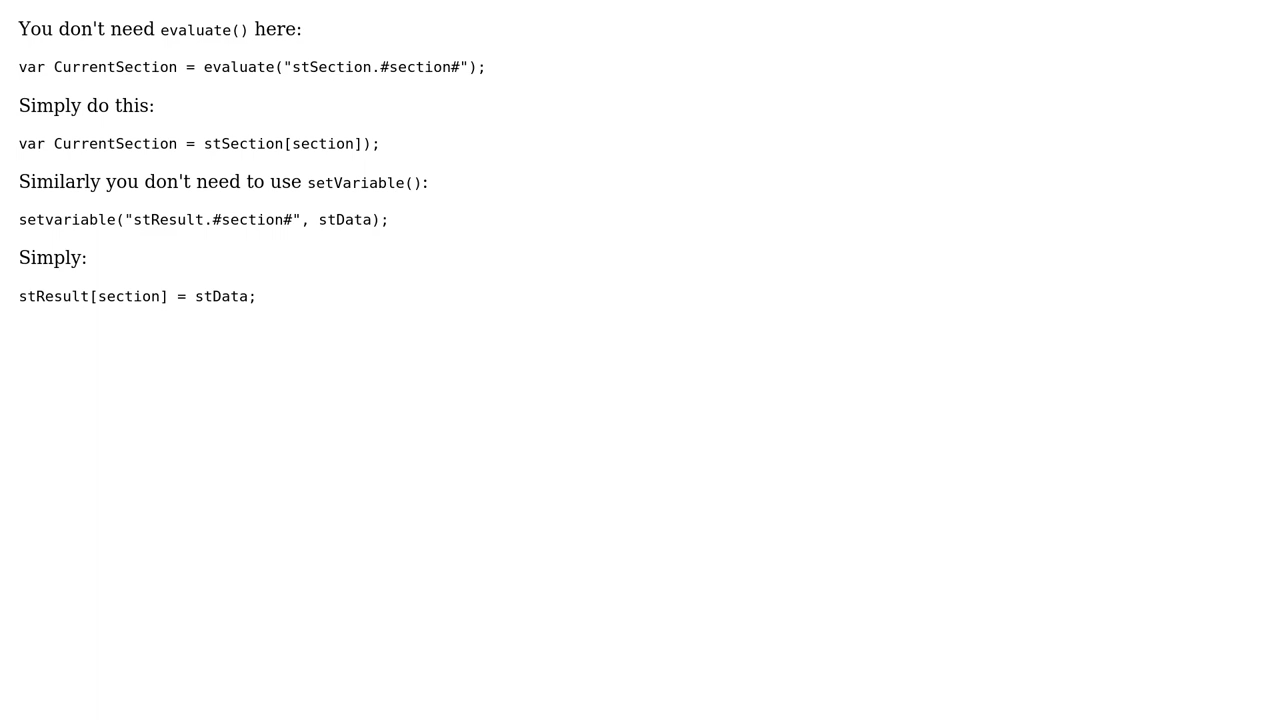 You don't need evaluate() here:
var CurrentSection = evaluate("stSection.#section#");
Simply do this:
var CurrentSection = stSection[section]);
Similarly you don't need to use setVariable():
setvariable("stResult.#section#", stData);
Simply:
stResult[section] = stData;